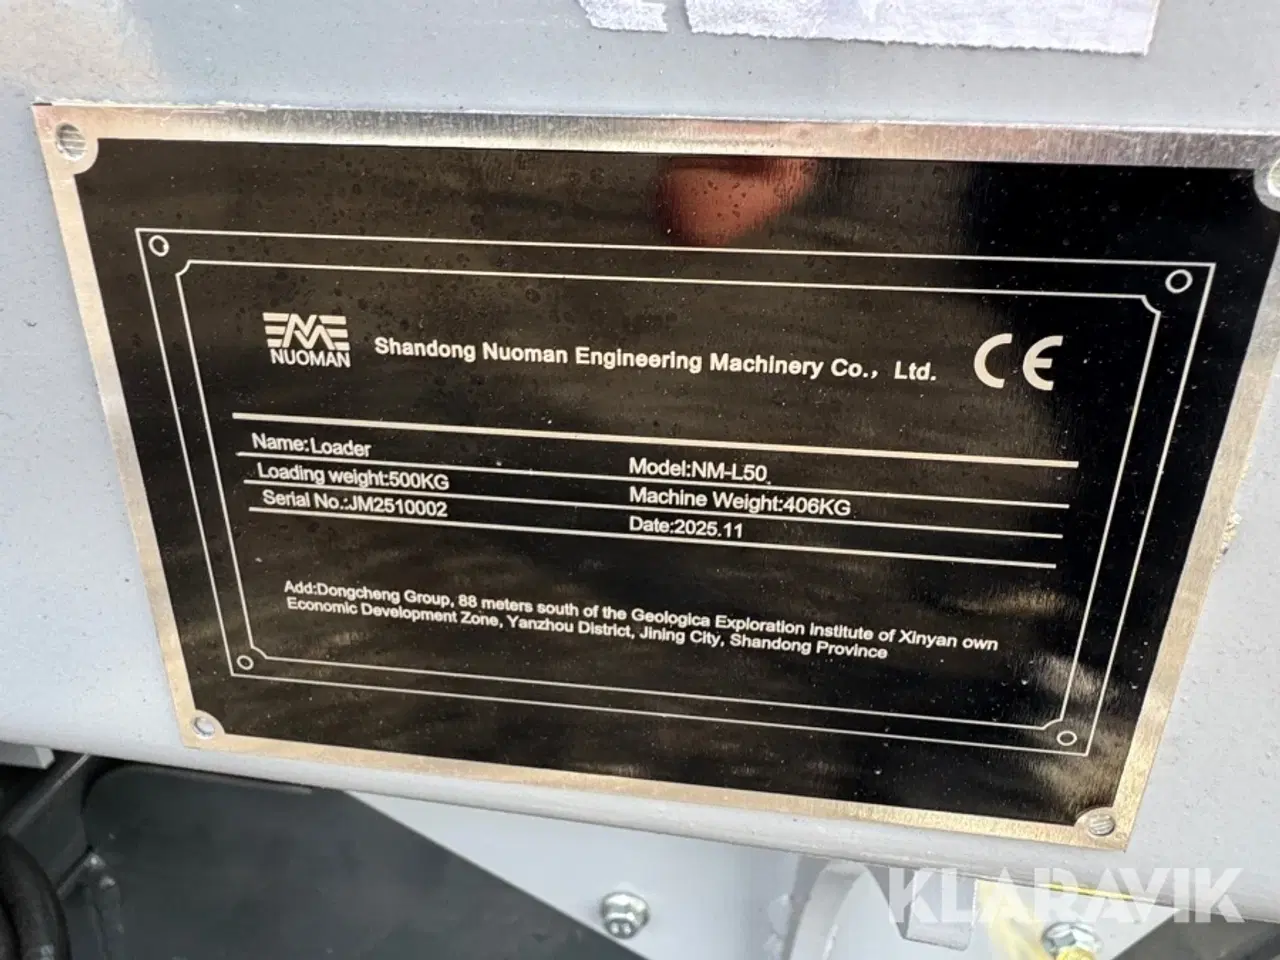 NUOMAN
Shandong Nuoman Engineering Machinery Co., Ltd.
CE
Name:Loader
Model:NM-L50
Loading weight:500KG
Machine Weight:406KG
Serial No.:JM2510002
Date:2025.11
Add:Dongcheng Group, 88 meters south of the Geologica Exploration Institute of Xinyan own
Economic Development Zone, Yanzhou District, Jining City, Shandong Province
KLARAVIK